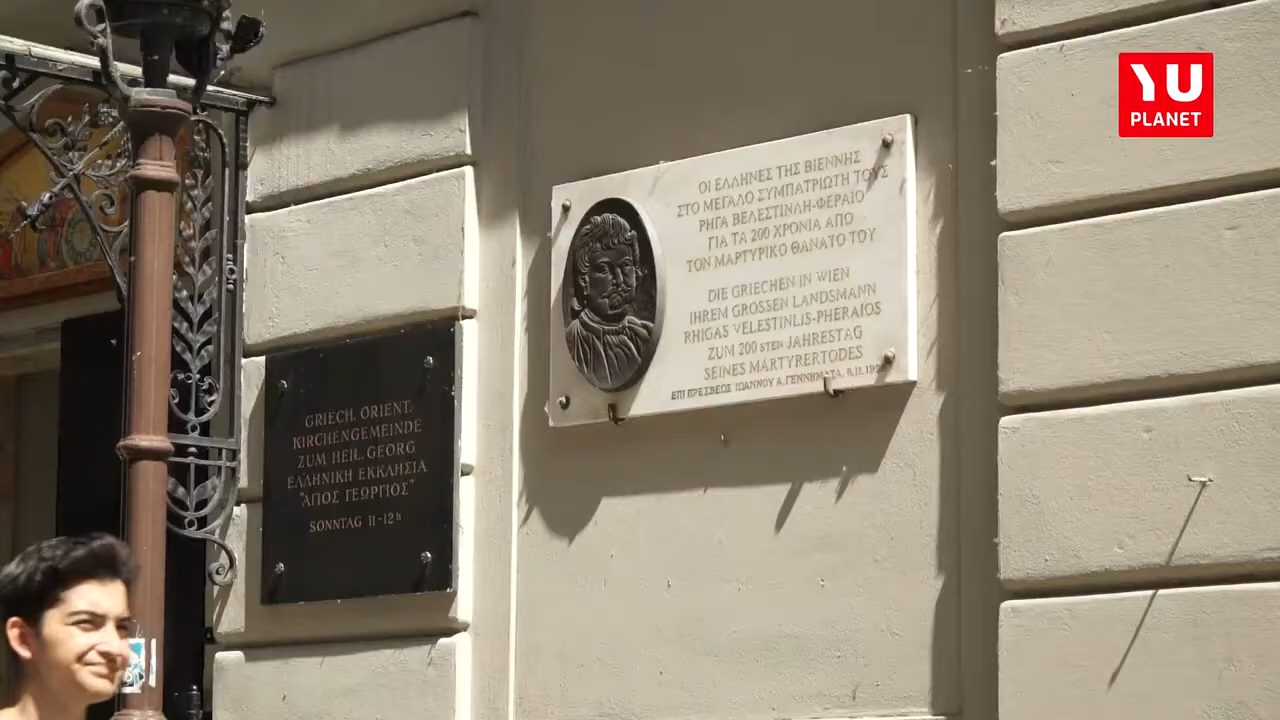 YU
PLANET
ΟΙ ΕΛΛΗΝΕΣ ΤΗΣ ΒΙΕΝΝΗΣ
ΣΤΟ ΜΕΓΑΛΟ ΣΥΜΠΑΤΡΙΩΤΗ ΤΟΥΣ
ΡΗΓΑ ΒΕΛΕΣΤΙΝΛΗ-ΦΕΡΑΙΟ
ΓΙΑ ΤΑ 200 ΧΡΟΝΙΑ ΑΠΟ
ΤΟΝ ΜΑΡΤΥΡΙΚΟ ΘΑΝΑΤΟ ΤΟΥ
DIE GRIECHEN IN WIEN
IHREM GROSSEN LANDSMANN
RHIGAS VELESTINLIS-PHERAIOS
ZUM 200 STEN JAHRESTAG
SEINES MÄRTYRERTODES
ΕΠΙ ΠΡΕΣΒΕΩΣ ΙΩΑΝΝΟΥ Α. ΓΕΝΝΗΜΑΤΑ,
GRIECH. ORIENT.
KIRCHENGEMEINDE
ZUM HEIL. GEORG
ΕΛΛΗΝΙΚΗ ΕΚΚΛΗΣΙΑ
"ΑΓΙΟΣ ΓΕΩΡΓΙΟΣ"
SONNTAG 11-12h